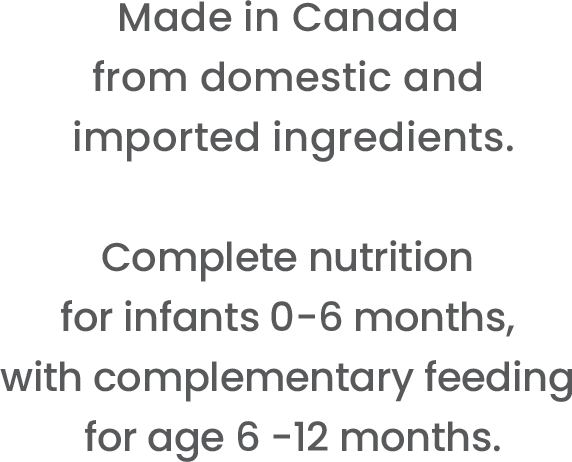 Made in Canada
from domestic and
imported ingredients.
Complete nutrition
for infants 0-6 months,
with complementary feeding
for age 6 -12 months.